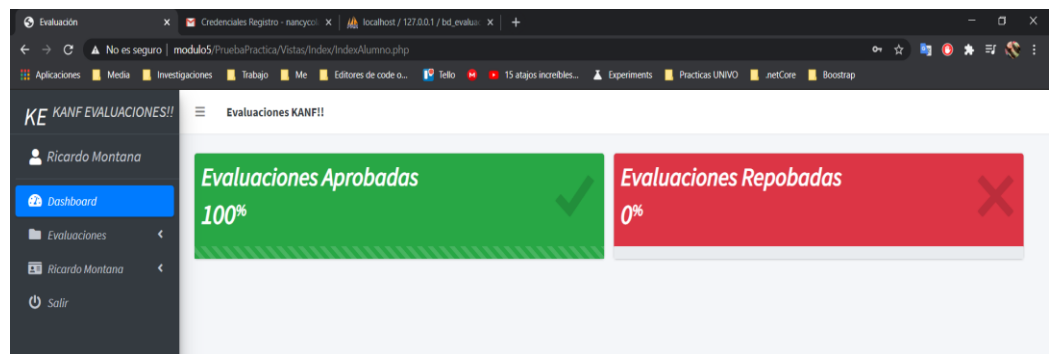 Evaluación
Credenciales Registro - nancycol
localhost / 127.0.0.1 / bd_evaluac
No es seguro | modulo5/PruebaPractica/Vistas/Index/IndexAlumno.php
Aplicaciones Media Investigaciones Trabajo Me Editores de code o... Tello 15 atajos increíbles... Experiments Practicas UNIVO .netCore Boostrap
KE KANF EVALUACIONES!!
Evaluaciones KANF!!
Ricardo Montana
Dashboard
Evaluaciones
Ricardo Montana
Salir
Evaluaciones Aprobadas
100%
Evaluaciones Repobadas
0%